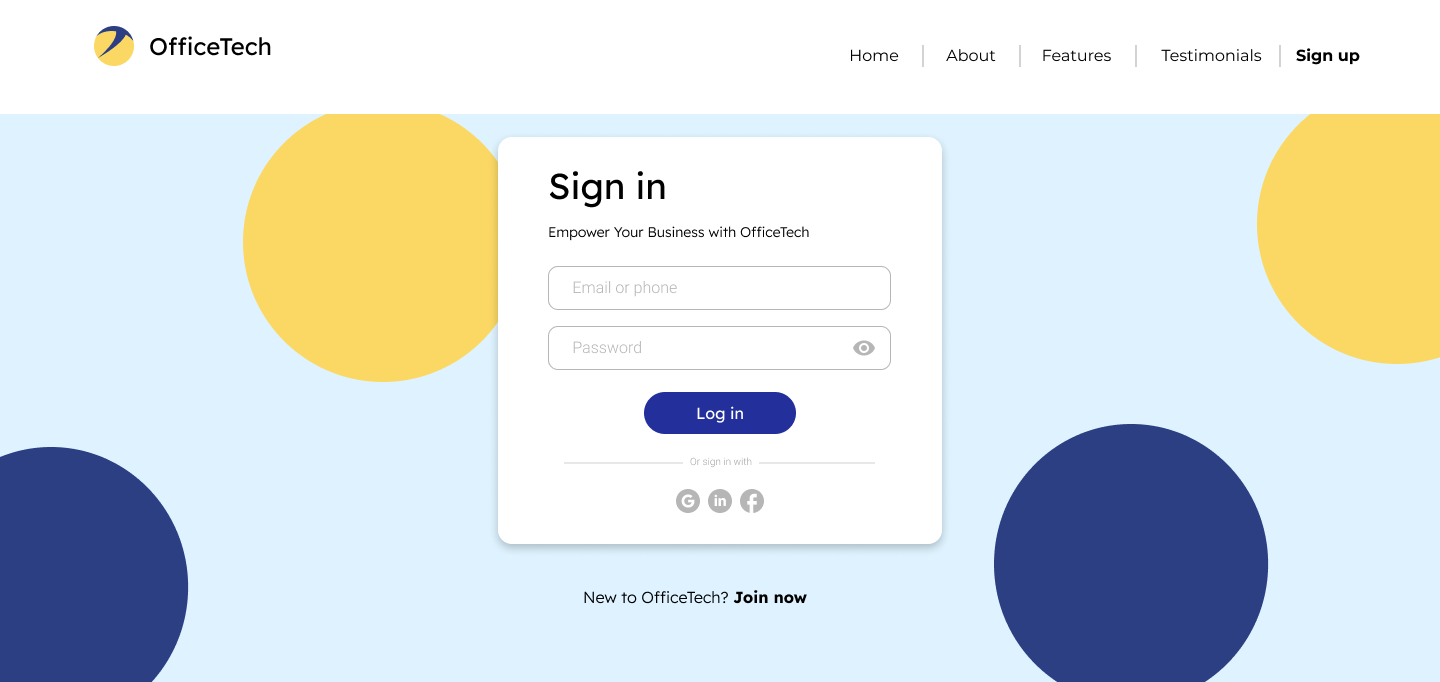 OfficeTech
Home
About
Features
Testimonials
Sign up
Sign in
Empower Your Business with OfficeTech
Email or phone
Password
Log in
Or sign in with
G in f
New to OfficeTech? Join now